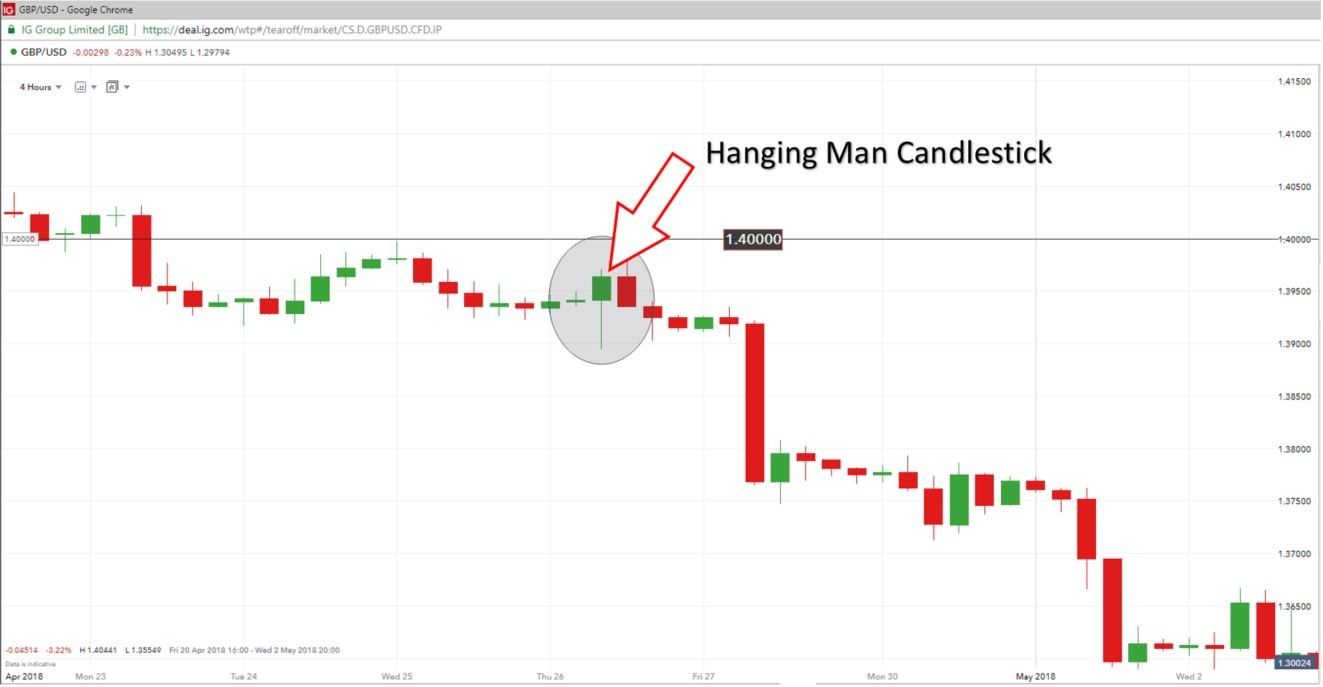 IG GBP/USD - Google Chrome
IG Group Limited [GB] https://deal.ig.com/wtp#/tearoff/market/CS.D.GBPUSD.CFD.IP
GBP/USD -0.00298 -0.23% H 1.30495 L 1.29794
4 Hours
1.41500
1.41000
Hanging Man Candlestick
1.40500
1.40000
1.40000
1.40000
1.39500
1.39000
1.38500
1.38000
1.37500
1.37000
1.36500
-0.04514 -3.22% H 1.40441 L 1.35549 Fri 20 Apr 2018 16:00 - Wed 2 May 2018 20:00
Data is indicative
1.30024
Apr 2018 Mon 23 Tue 24 Wed 25 Thu 26 Fri 27 Mon 30 May 2018 Wed 2